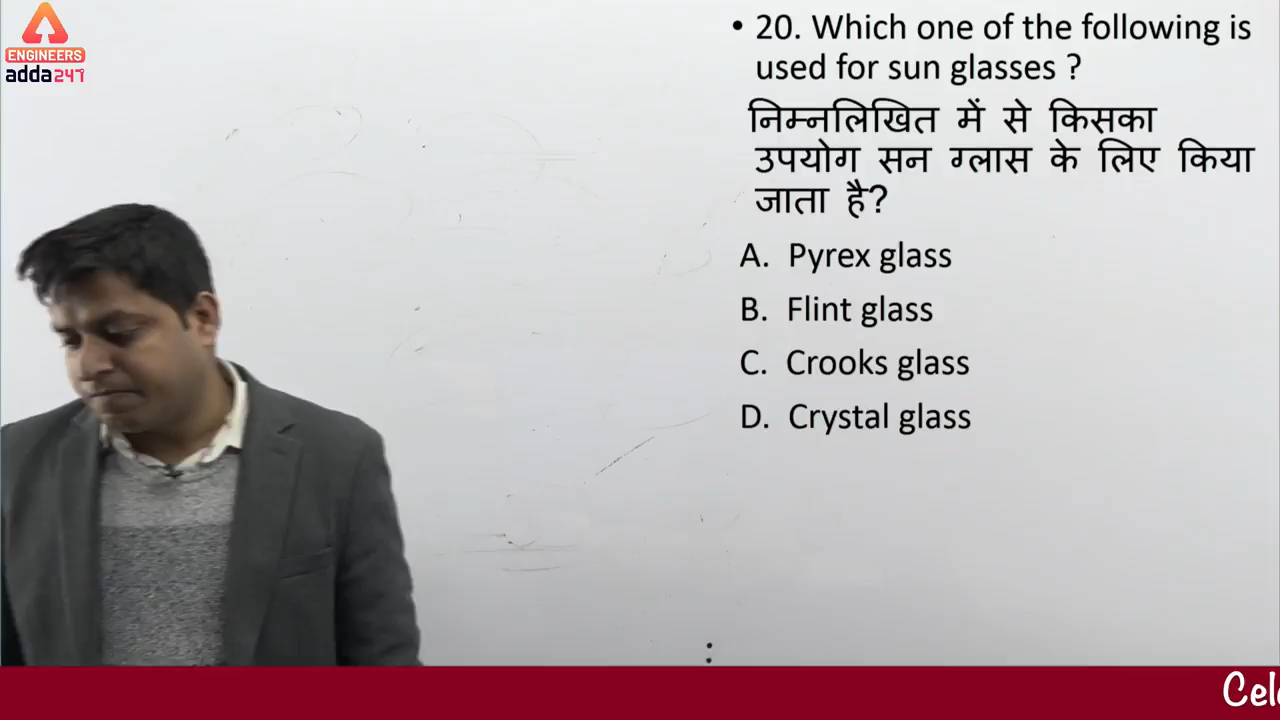 ENGINEERS
adda247
• 20. Which one of the following is
used for sun glasses ?
निम्नलिखित में से किसका
उपयोग सन ग्लास के लिए किया
जाता है?
A. Pyrex glass
B. Flint glass
C. Crooks glass
D. Crystal glass
: